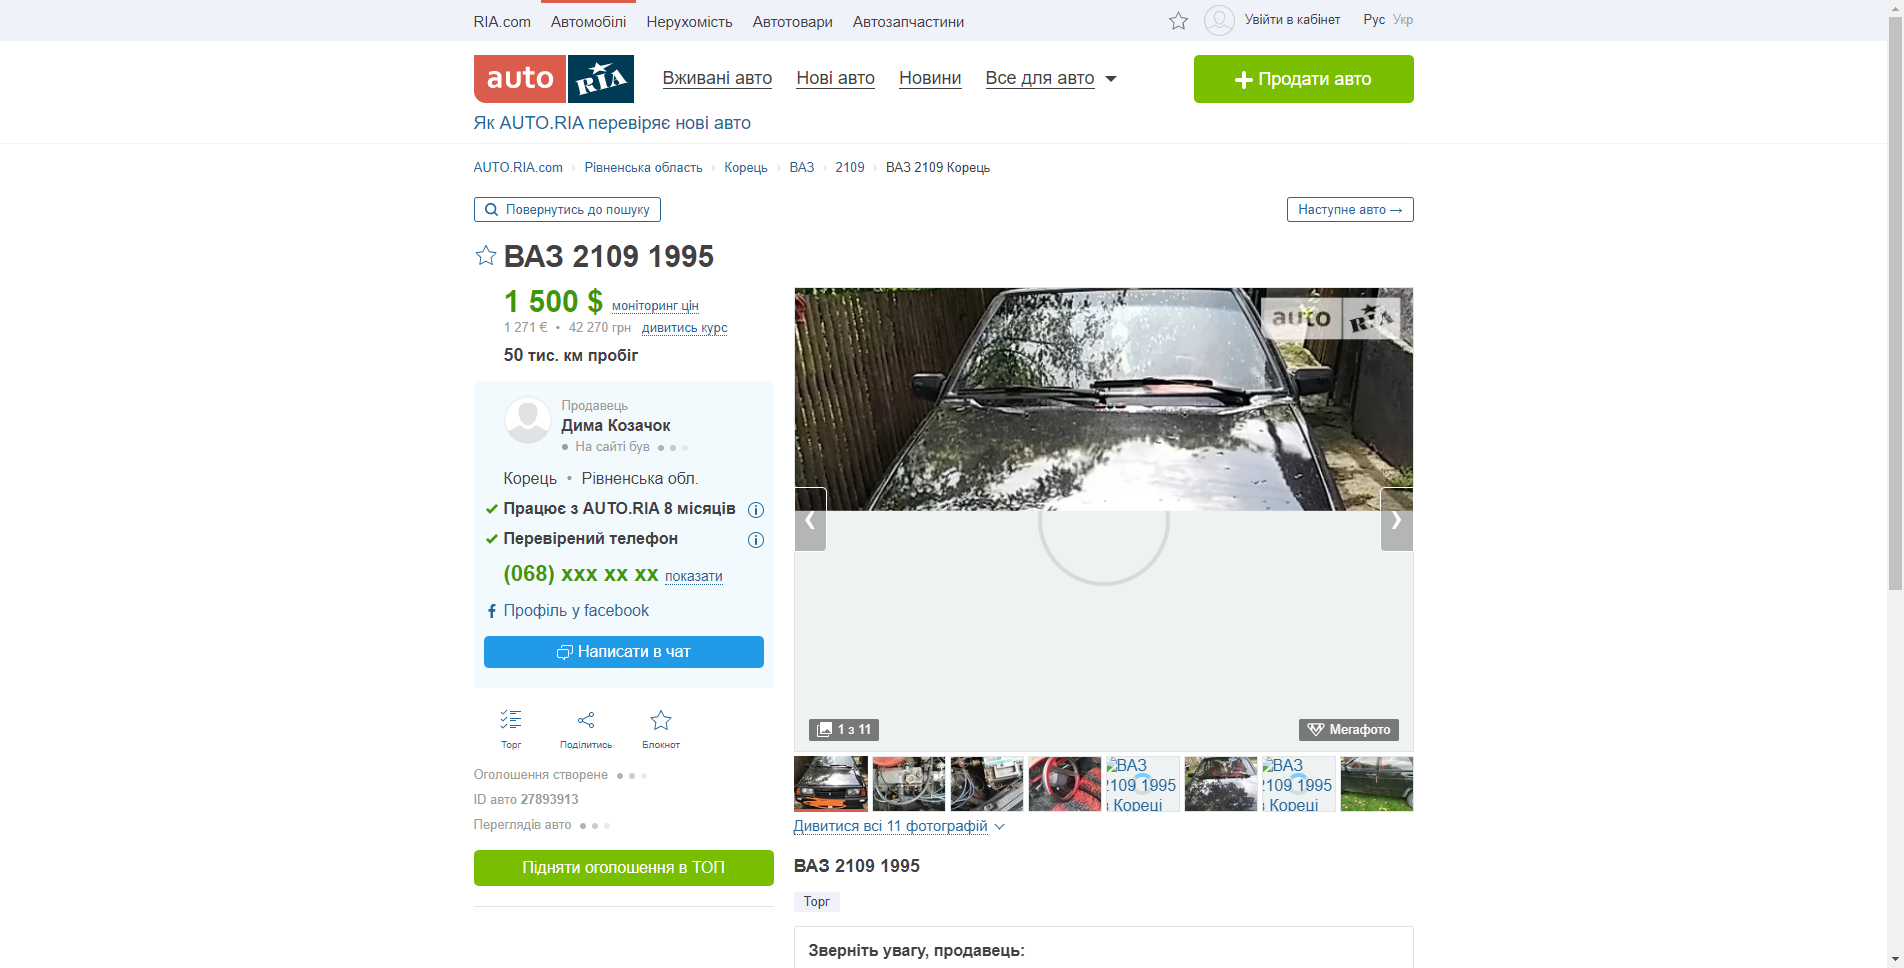 RIA.com Автомобілі Нерухомість Автотовари Автозапчастини Увійти в кабінет Рус Укр
auto RIA Вживані авто Нові авто Новини Все для авто Продати авто
Як AUTO.RIA перевіряє нові авто
AUTO.RIA.com › Рівненська область › Корець › ВАЗ › 2109 › ВАЗ 2109 Корець
Повернутись до пошуку Наступне авто →
ВАЗ 2109 1995
1 500 $ моніторинг цін
1 271 € • 42 270 грн дивитись курс
50 тис. км пробіг
Продавець
Дима Козачок
На сайті був
Корець • Рівненська обл.
Працює з AUTO.RIA 8 місяців
Перевірений телефон
(068) xxx xx xx показати
Профіль у facebook
Написати в чат
Торг Поділитись Блокнот
Оголошення створене
ID авто 27893913
Переглядів авто
Підняти оголошення в ТОП
auto RIA
1 з 11 Мегафото
ВАЗ
2109 1995
в Кореці
ВАЗ
2109 1995
в Кореці
Дивитися всі 11 фотографій
ВАЗ 2109 1995
Торг
Зверніть увагу, продавець: